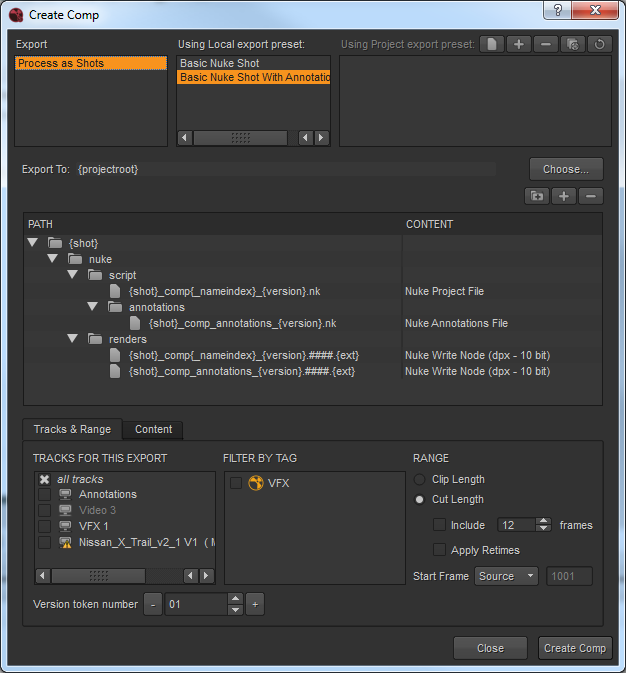 Create Comp
?
Export
Using Local export preset:
Using Project export preset:
Process as Shots
Basic Nuke Shot
Basic Nuke Shot With Annotatio
Export To:
{projectroot}
Choose...
PATH
CONTENT
{shot}
nuke
script
{shot}_comp{_nameindex}_{version}.nk
Nuke Project File
annotations
{shot}_comp_annotations_{version}.nk
Nuke Annotations File
renders
{shot}_comp{_nameindex}_{version}.####.{ext}
Nuke Write Node (dpx - 10 bit)
{shot}_comp_annotations_{version}.####.{ext}
Nuke Write Node (dpx - 10 bit)
Tracks & Range
Content
TRACKS FOR THIS EXPORT
FILTER BY TAG
RANGE
all tracks
Annotations
Video 3
VFX 1
Nissan_X_Trail_v2_1 V1 ( M
VFX
Clip Length
Cut Length
Include
12
frames
Apply Retimes
Start Frame
Source
1001
Version token number
-
01
+
Close
Create Comp